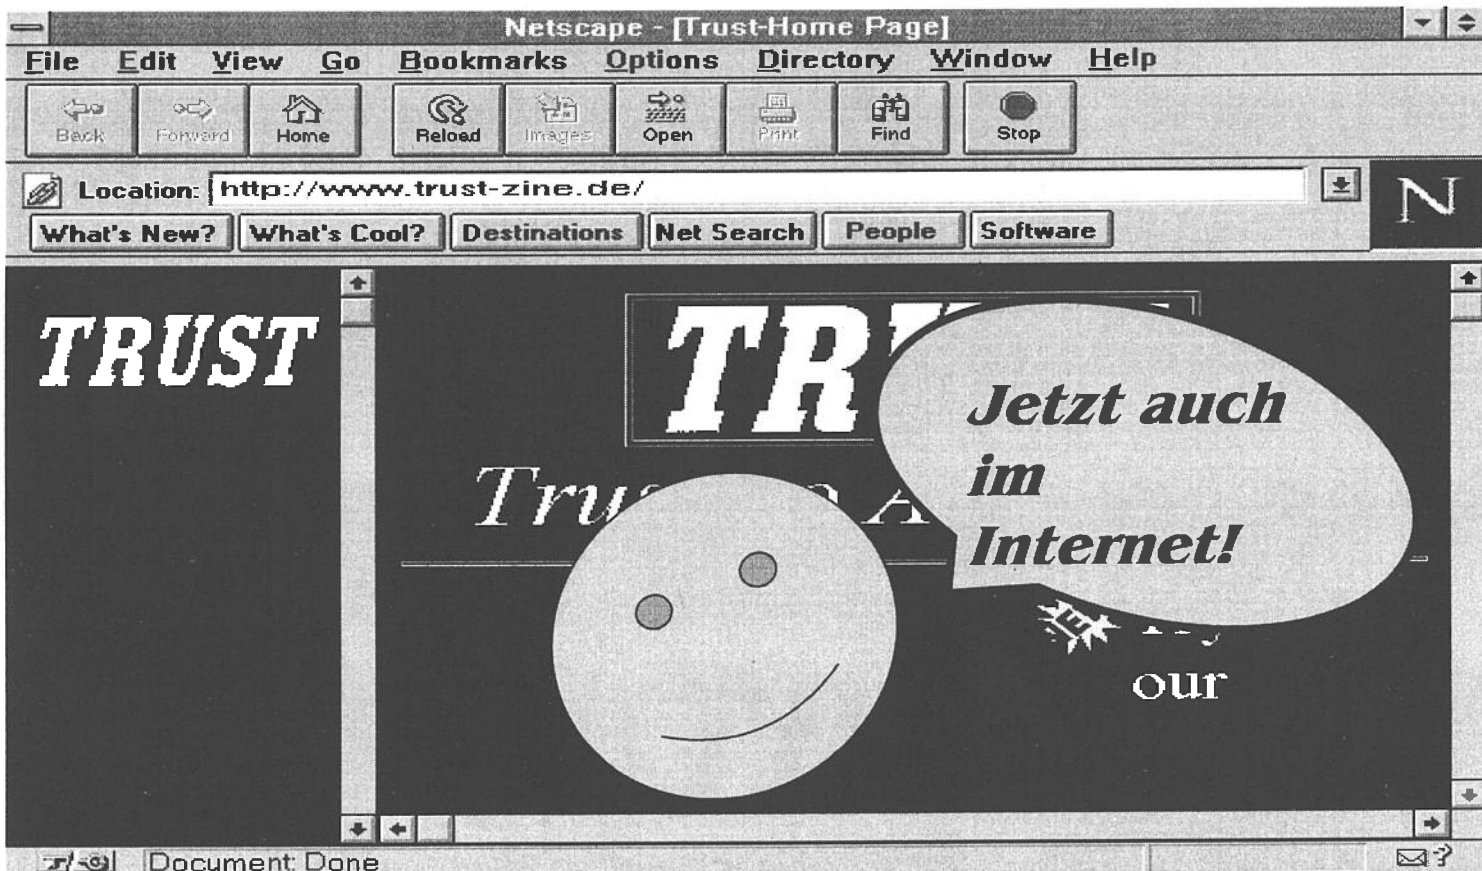 Netscape - [Trust-Home Page]
File Edit View Go Bookmarks Options Directory Window Help
Back Forward Home Reload Images Open Print Find Stop
Location: http://www.trust-zine.de/
N
What's New? What's Cool? Destinations Net Search People Software
TRUST
TR
Jetzt auch
im
Internet!
Tru A
our
Document: Done